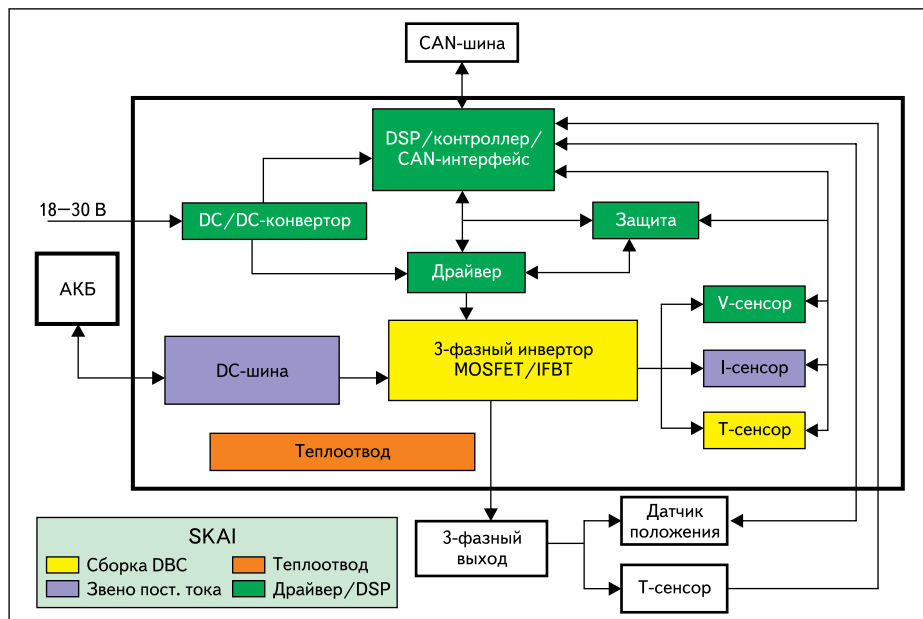 CAN-шина
DSP/контроллер/
CAN-интерфейс
18—30 В
DC/DC-конвертор
Защита
Драйвер
АКБ
V-сенсор
3-фазный инвертор
MOSFET/IFBT
DC-шина
I-сенсор
Т-сенсор
Теплоотвод
SKAI
Сборка DBC
Теплоотвод
Звено пост. тока
Драйвер/DSP
3-фазный
выход
Датчик
положения
Т-сенсор